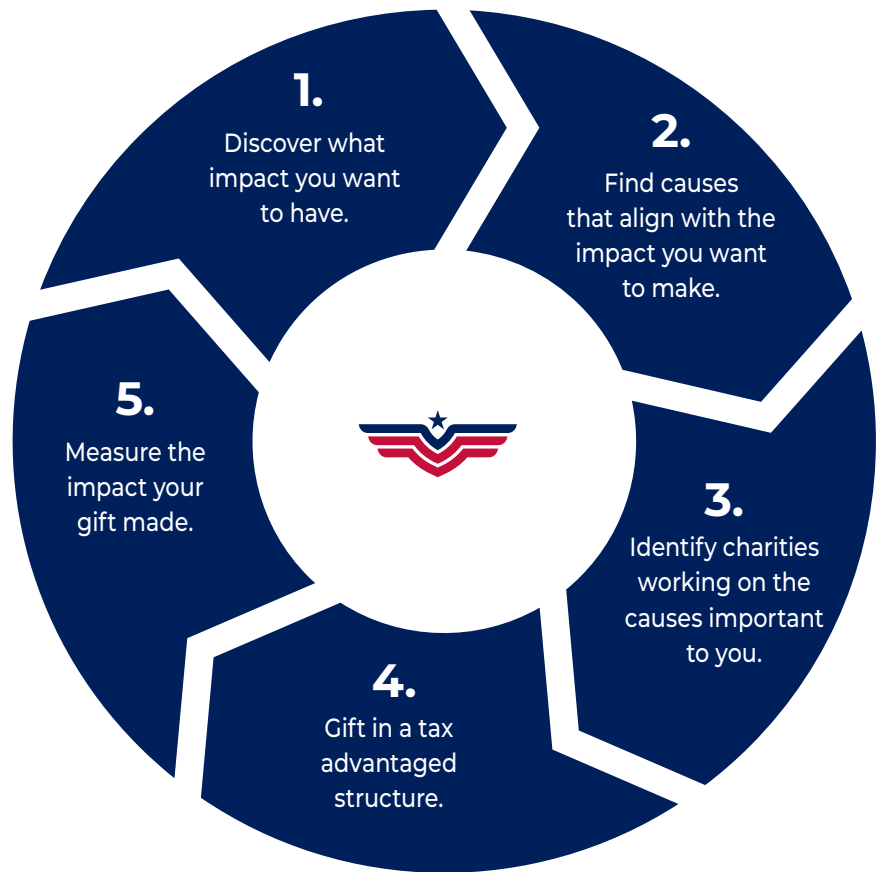 1.
Discover what
impact you want
to have.
2.
Find causes
that align with the
impact you want
to make.
3.
Identify charities
working on the
causes important
to you.
4.
Gift in a tax
advantaged
structure.
5.
Measure the
impact your
gift made.